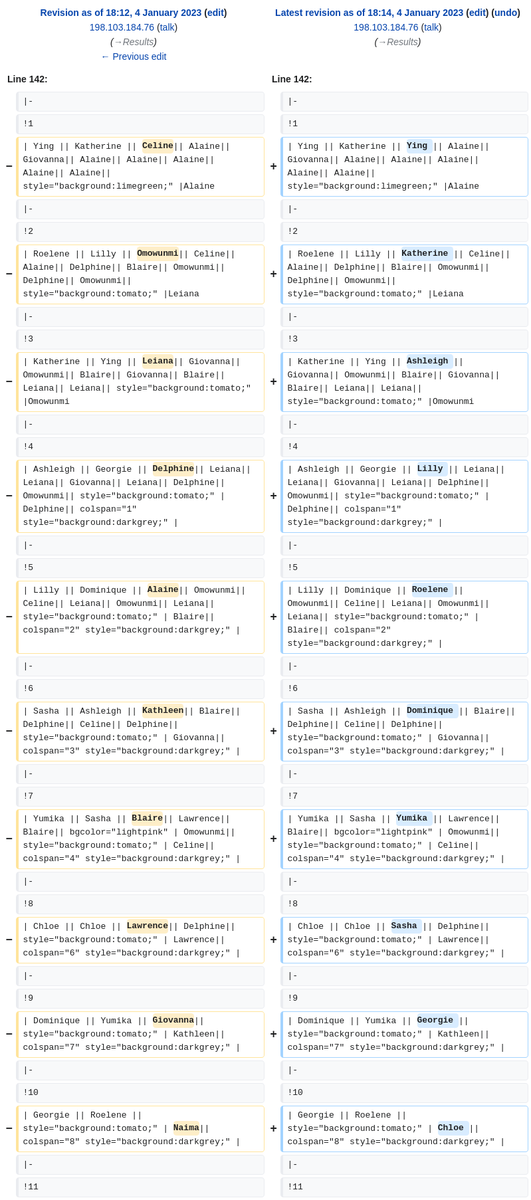 Revision as of 18:12, 4 January 2023 (edit)
198.103.184.76 (talk)
(→Results)
← Previous edit
Latest revision as of 18:14, 4 January 2023 (edit) (undo)
198.103.184.76 (talk)
(→Results)
Line 142:
Line 142:
|-
|-
!1
!1
− | Ying || Katherine || Celine|| Alaine||
Giovanna|| Alaine|| Alaine|| Alaine||
Alaine|| Alaine||
style="background:limegreen;" |Alaine
+ | Ying || Katherine || Ying || Alaine||
Giovanna|| Alaine|| Alaine|| Alaine||
Alaine|| Alaine||
style="background:limegreen;" |Alaine
|-
|-
!2
!2
− | Roelene || Lilly || Omowunmi|| Celine||
Alaine|| Delphine|| Blaire|| Omowunmi||
Delphine|| Omowunmi||
style="background:tomato;" |Leiana
+ | Roelene || Lilly || Katherine || Celine||
Alaine|| Delphine|| Blaire|| Omowunmi||
Delphine|| Omowunmi||
style="background:tomato;" |Leiana
|-
|-
!3
!3
− | Katherine || Ying || Leiana|| Giovanna||
Omowunmi|| Blaire|| Giovanna|| Blaire||
Leiana|| Leiana|| style="background:tomato;"
|Omowunmi
+ | Katherine || Ying || Ashleigh ||
Giovanna|| Omowunmi|| Blaire|| Giovanna||
Blaire|| Leiana|| Leiana||
style="background:tomato;" |Omowunmi
|-
|-
!4
!4
− | Ashleigh || Georgie || Delphine|| Leiana||
Leiana|| Giovanna|| Leiana|| Delphine||
Omowunmi|| style="background:tomato;" |
Delphine|| colspan="1"
style="background:darkgrey;" |
+ | Ashleigh || Georgie || Lilly || Leiana||
Leiana|| Giovanna|| Leiana|| Delphine||
Omowunmi|| style="background:tomato;" |
Delphine|| colspan="1"
style="background:darkgrey;" |
|-
|-
!5
!5
− | Lilly || Dominique || Alaine|| Omowunmi||
Celine|| Leiana|| Omowunmi|| Leiana||
style="background:tomato;" | Blaire||
colspan="2" style="background:darkgrey;" |
+ | Lilly || Dominique || Roelene ||
Omowunmi|| Celine|| Leiana|| Omowunmi||
Leiana|| style="background:tomato;" |
Blaire|| colspan="2"
style="background:darkgrey;" |
|-
|-
!6
!6
− | Sasha || Ashleigh || Kathleen|| Blaire||
Delphine|| Celine|| Delphine||
style="background:tomato;" | Giovanna||
colspan="3" style="background:darkgrey;" |
+ | Sasha || Ashleigh || Dominique || Blaire||
Delphine|| Celine|| Delphine||
style="background:tomato;" | Giovanna||
colspan="3" style="background:darkgrey;" |
|-
|-
!7
!7
− | Yumika || Sasha || Blaire|| Lawrence||
Blaire|| bgcolor="lightpink" | Omowunmi||
style="background:tomato;" | Celine||
colspan="4" style="background:darkgrey;" |
+ | Yumika || Sasha || Yumika || Lawrence||
Blaire|| bgcolor="lightpink" | Omowunmi||
style="background:tomato;" | Celine||
colspan="4" style="background:darkgrey;" |
|-
|-
!8
!8
− | Chloe || Chloe || Lawrence|| Delphine||
style="background:tomato;" | Lawrence||
colspan="6" style="background:darkgrey;" |
+ | Chloe || Chloe || Sasha || Delphine||
style="background:tomato;" | Lawrence||
colspan="6" style="background:darkgrey;" |
|-
|-
!9
!9
− | Dominique || Yumika || Giovanna||
style="background:tomato;" | Kathleen||
colspan="7" style="background:darkgrey;" |
+ | Dominique || Yumika || Georgie ||
style="background:tomato;" | Kathleen||
colspan="7" style="background:darkgrey;" |
|-
|-
!10
!10
− | Georgie || Roelene ||
style="background:tomato;" | Naima||
colspan="8" style="background:darkgrey;" |
+ | Georgie || Roelene ||
style="background:tomato;" | Chloe ||
colspan="8" style="background:darkgrey;" |
|-
|-
!11
!11